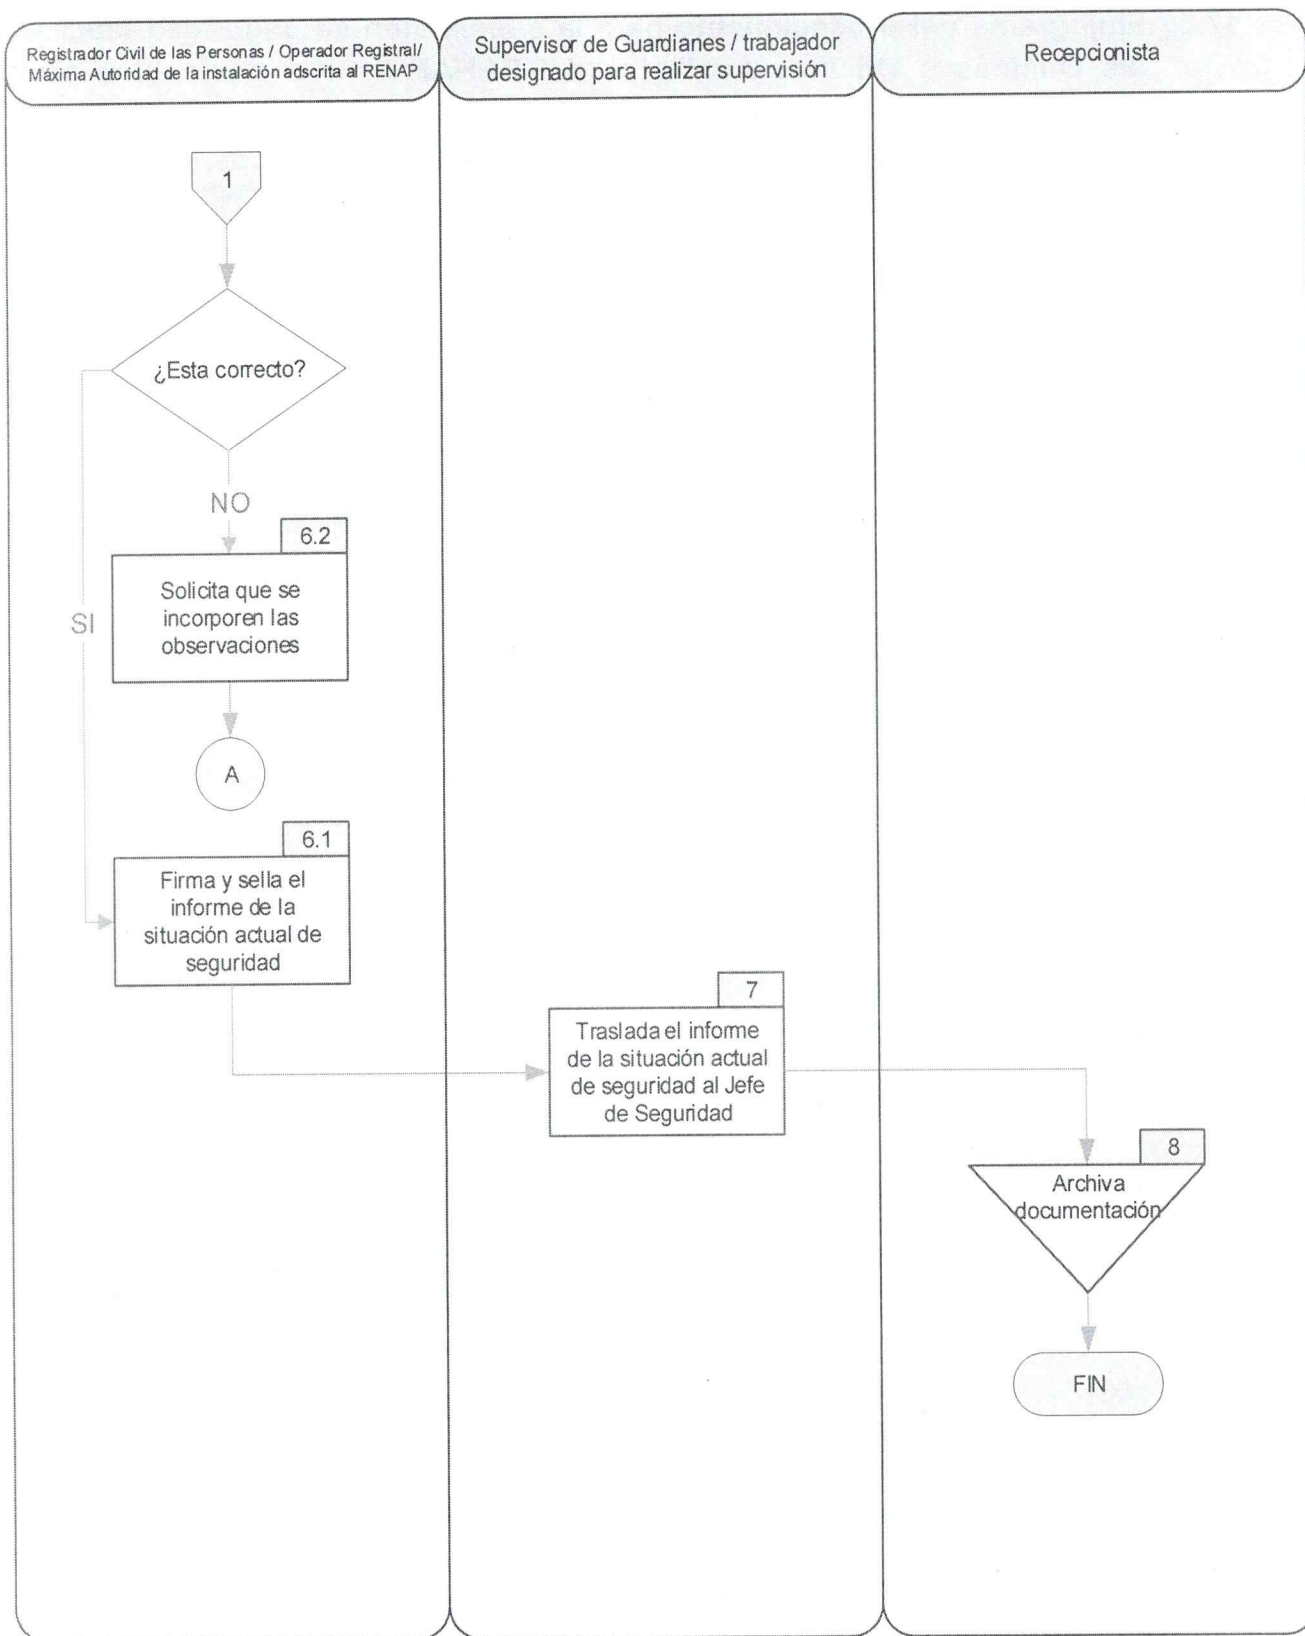 Registrador Civil de las Personas / Operador Registral/
Máxima Autoridad de la instalación adscrita al RENAP
Supervisor de Guardianes / trabajador
designado para realizar supervisión
Recepcionista
1
¿Esta correcto?
NO
SI
6.2
Solicita que se
incorporen las
observaciones
A
6.1
Firma y sella el
informe de la
situación actual de
seguridad
7
Traslada el informe
de la situación actual
de seguridad al Jefe
de Seguridad
8
Archiva
documentación
FIN